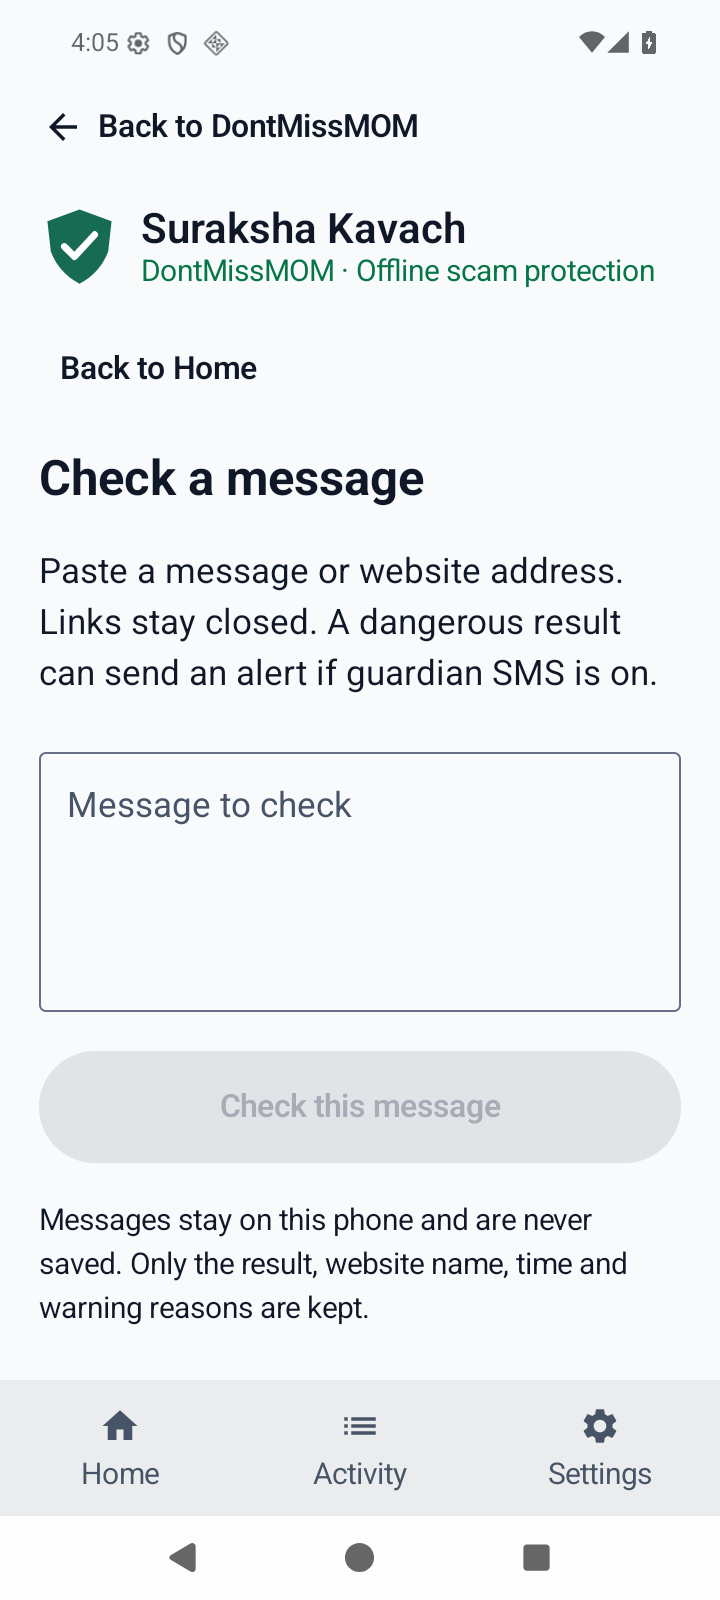 4:05
Back to DontMissMOM
Suraksha Kavach
DontMissMOM · Offline scam protection
Back to Home
Check a message
Paste a message or website address.
Links stay closed. A dangerous result
can send an alert if guardian SMS is on.
Message to check
Check this message
Messages stay on this phone and are never
saved. Only the result, website name, time and
warning reasons are kept.
Home
Activity
Settings